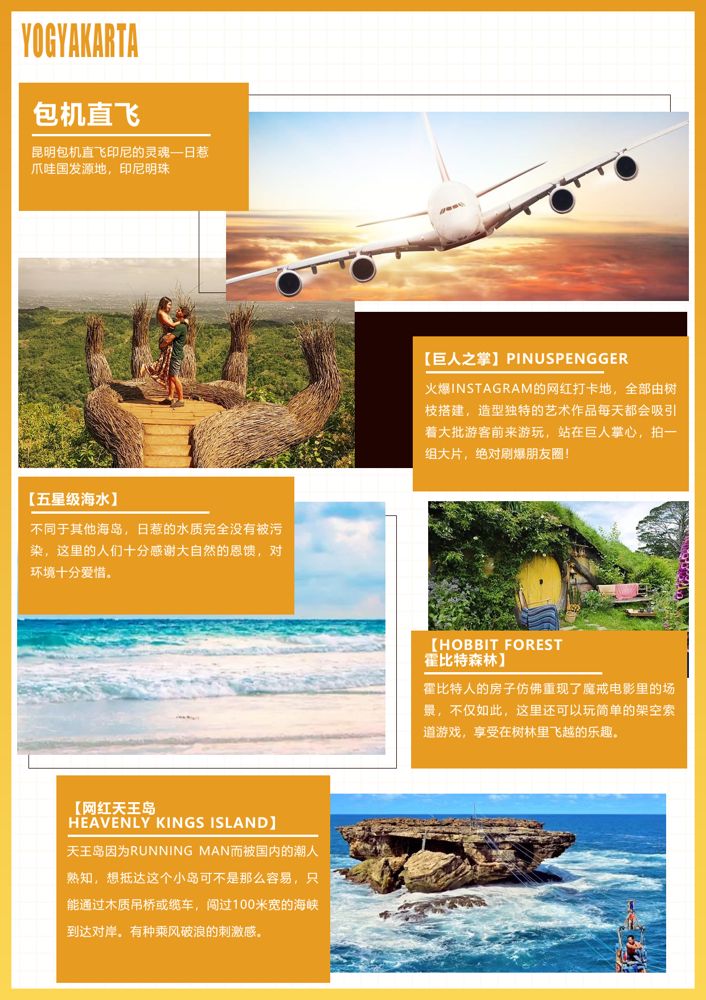 YOGYAKARTA
包机直飞
昆明包机直飞印尼的灵魂—日惹
爪哇国发源地，印尼明珠
【巨人之掌】PINUSPENGGER
火爆INSTAGRAM的网红打卡地，全部由树
枝搭建，造型独特的艺术作品每天都会吸引
着大批游客前来游玩，站在巨人掌心，拍一
组大片，绝对刷爆朋友圈！
【五星级海水】
不同于其他海岛，日惹的水质完全没有被污
染，这里的人们十分感谢大自然的恩馈，对
环境十分爱惜。
【HOBBIT FOREST
霍比特森林】
霍比特人的房子仿佛重现了魔戒电影里的场
景，不仅如此，这里还可以玩简单的架空索
道游戏，享受在树林里飞越的乐趣。
【网红天王岛
HEAVENLY KINGS ISLAND】
天王岛因为RUNNING MAN而被国内的潮人
熟知，想抵达这个小岛可不是那么容易，只
能通过木质吊桥或缆车，闯过100米宽的海峡
到达对岸。有种乘风破浪的刺激感。